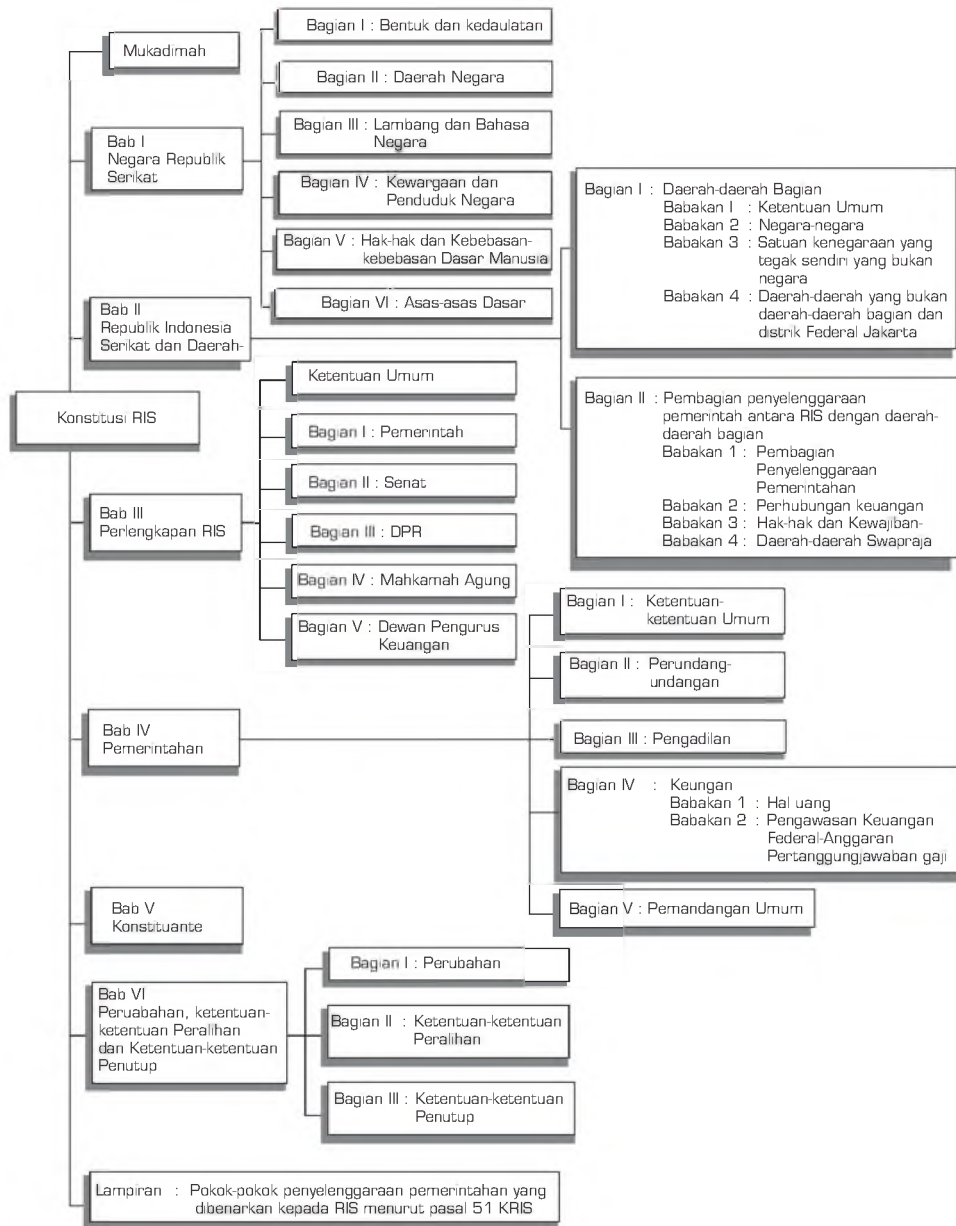 Konstitusi RIS
Mukadimah
Bab I
Negara Republik
Serikat
Bagian I : Bentuk dan kedaulatan
Bagian II : Daerah Negara
Bagian III : Lambang dan Bahasa
Negara
Bagian IV : Kewargaan dan
Penduduk Negara
Bagian V : Hak-hak dan Kebebasan-
kebebasan Dasar Manusia
Bagian VI : Asas-asas Dasar
Bab II
Republik Indonesia
Serikat dan Daerah-
Bagian I : Daerah-daerah Bagian
Babakan I : Ketentuan Umum
Babakan 2 : Negara-negara
Babakan 3 : Satuan kenegaraan yang
tegak sendiri yang bukan
negara
Babakan 4 : Daerah-daerah yang bukan
daerah-daerah bagian dan
distrik Federal Jakarta
Bagian II : Pembagian penyelenggaraan
pemerintah antara RIS dengan daerah-
daerah bagian
Babakan 1 : Pembagian
Penyelenggaraan
Pemerintahan
Babakan 2 : Perhubungan keuangan
Babakan 3 : Hak-hak dan Kewajiban-
Babakan 4 : Daerah-daerah Swapraja
Bab III
Perlengkapan RIS
Ketentuan Umum
Bagian I : Pemerintah
Bagian II : Senat
Bagian III : DPR
Bagian IV : Mahkamah Agung
Bagian V : Dewan Pengurus
Keuangan
Bab IV
Pemerintahan
Bagian I : Ketentuan-
ketentuan Umum
Bagian II : Perundang-
undangan
Bagian III : Pengadilan
Bagian IV : Keungan
Babakan 1 : Hal uang
Babakan 2 : Pengawasan Keuangan
Federal-Anggaran
Pertanggungjawaban gaji
Bagian V : Pemandangan Umum
Bab V
Konstituante
Bab VI
Peruabahan, ketentuan-
ketentuan Peralihan
dan Ketentuan-ketentuan
Penutup
Bagian I : Perubahan
Bagian II : Ketentuan-ketentuan
Peralihan
Bagian III : Ketentuan-ketentuan
Penutup
Lampiran : Pokok-pokok penyelenggaraan pemerintahan yang
dibenarkan kepada RIS menurut pasal 51 KRIS